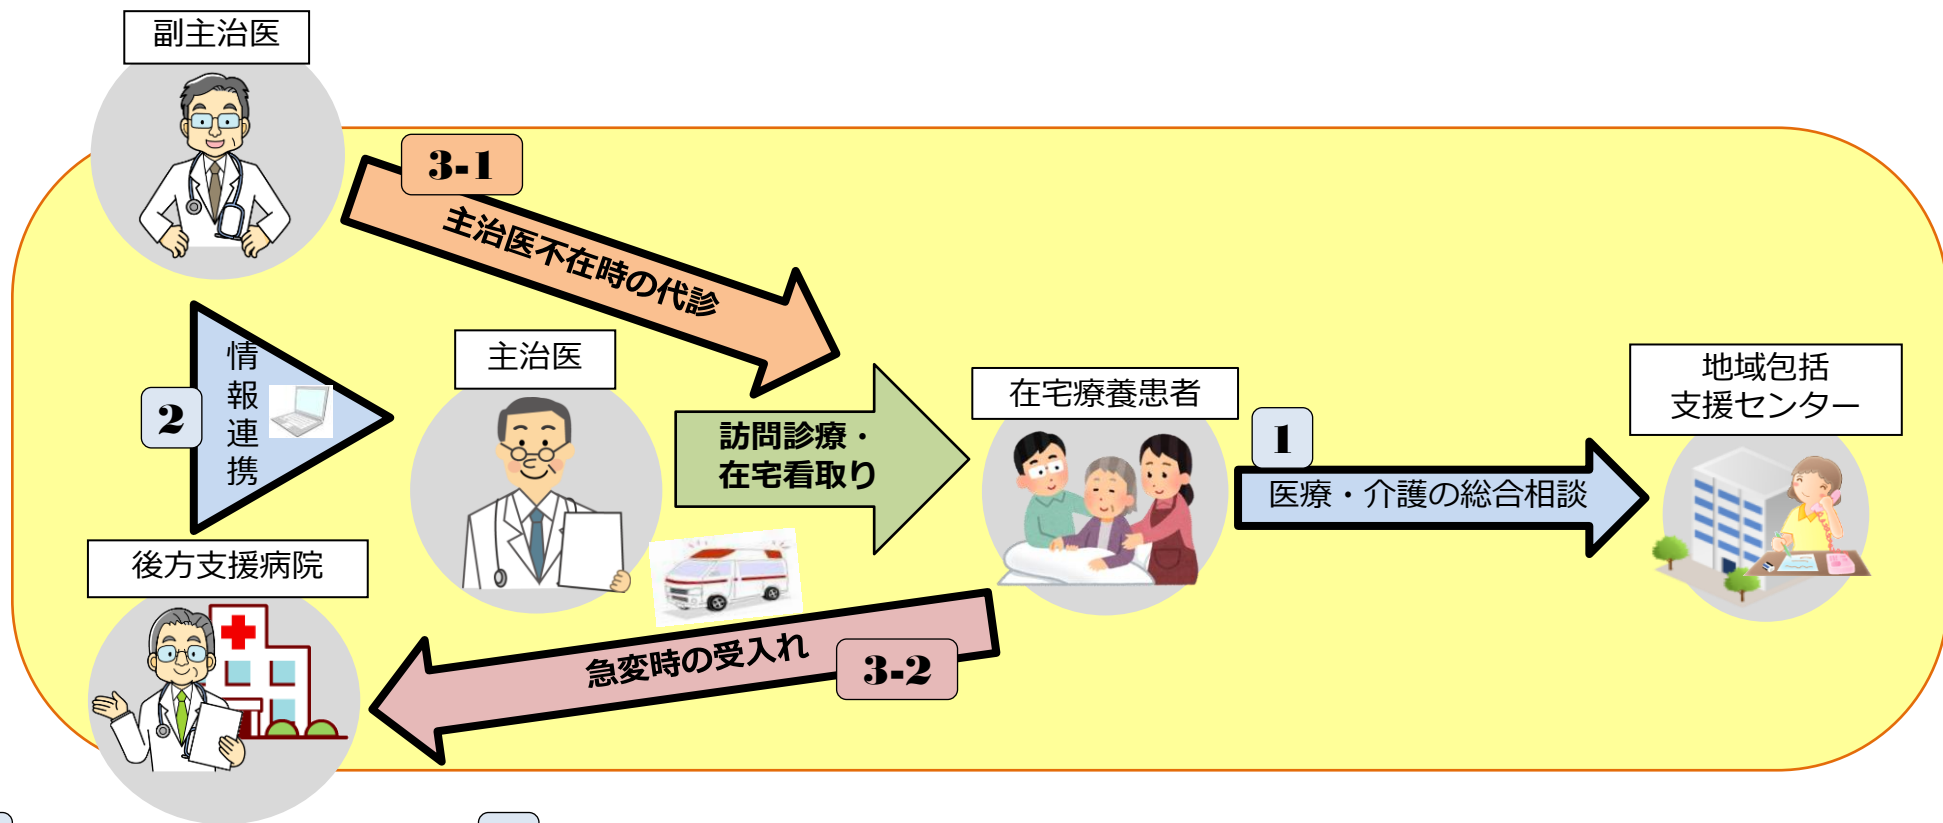 副主治医
3-1
主治医不在時の代診
情
報
連
携
2
主治医
訪問診療・
在宅看取り
在宅療養患者
1
医療・介護の総合相談
地域包括
支援センター
後方支援病院
急変時の受入れ
3-2